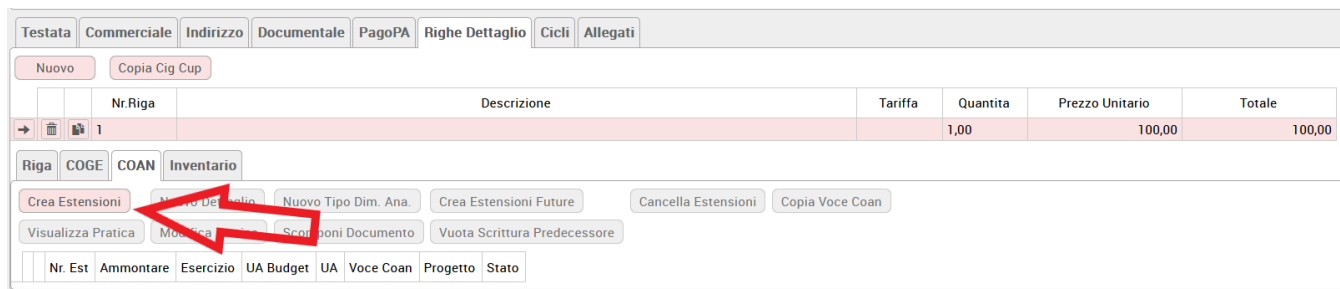 Testata Commerciale Indirizzo Documentale PagoPA Righe Dettaglio Cicli Allegati
Nuovo Copia Cig Cup
Nr.Riga Descrizione Tariffa Quantita Prezzo Unitario Totale
1 1,00 100,00 100,00
Riga COGE COAN Inventario
Crea Estensioni Nuovo Dettaglio Nuovo Tipo Dim. Ana. Crea Estensioni Future Cancella Estensioni Copia Voce Coan
Visualizza Pratica Modifica Scomponi Documento Vuota Scrittura Predecessore
Nr. Est Ammontare Esercizio UA Budget UA Voce Coan Progetto Stato